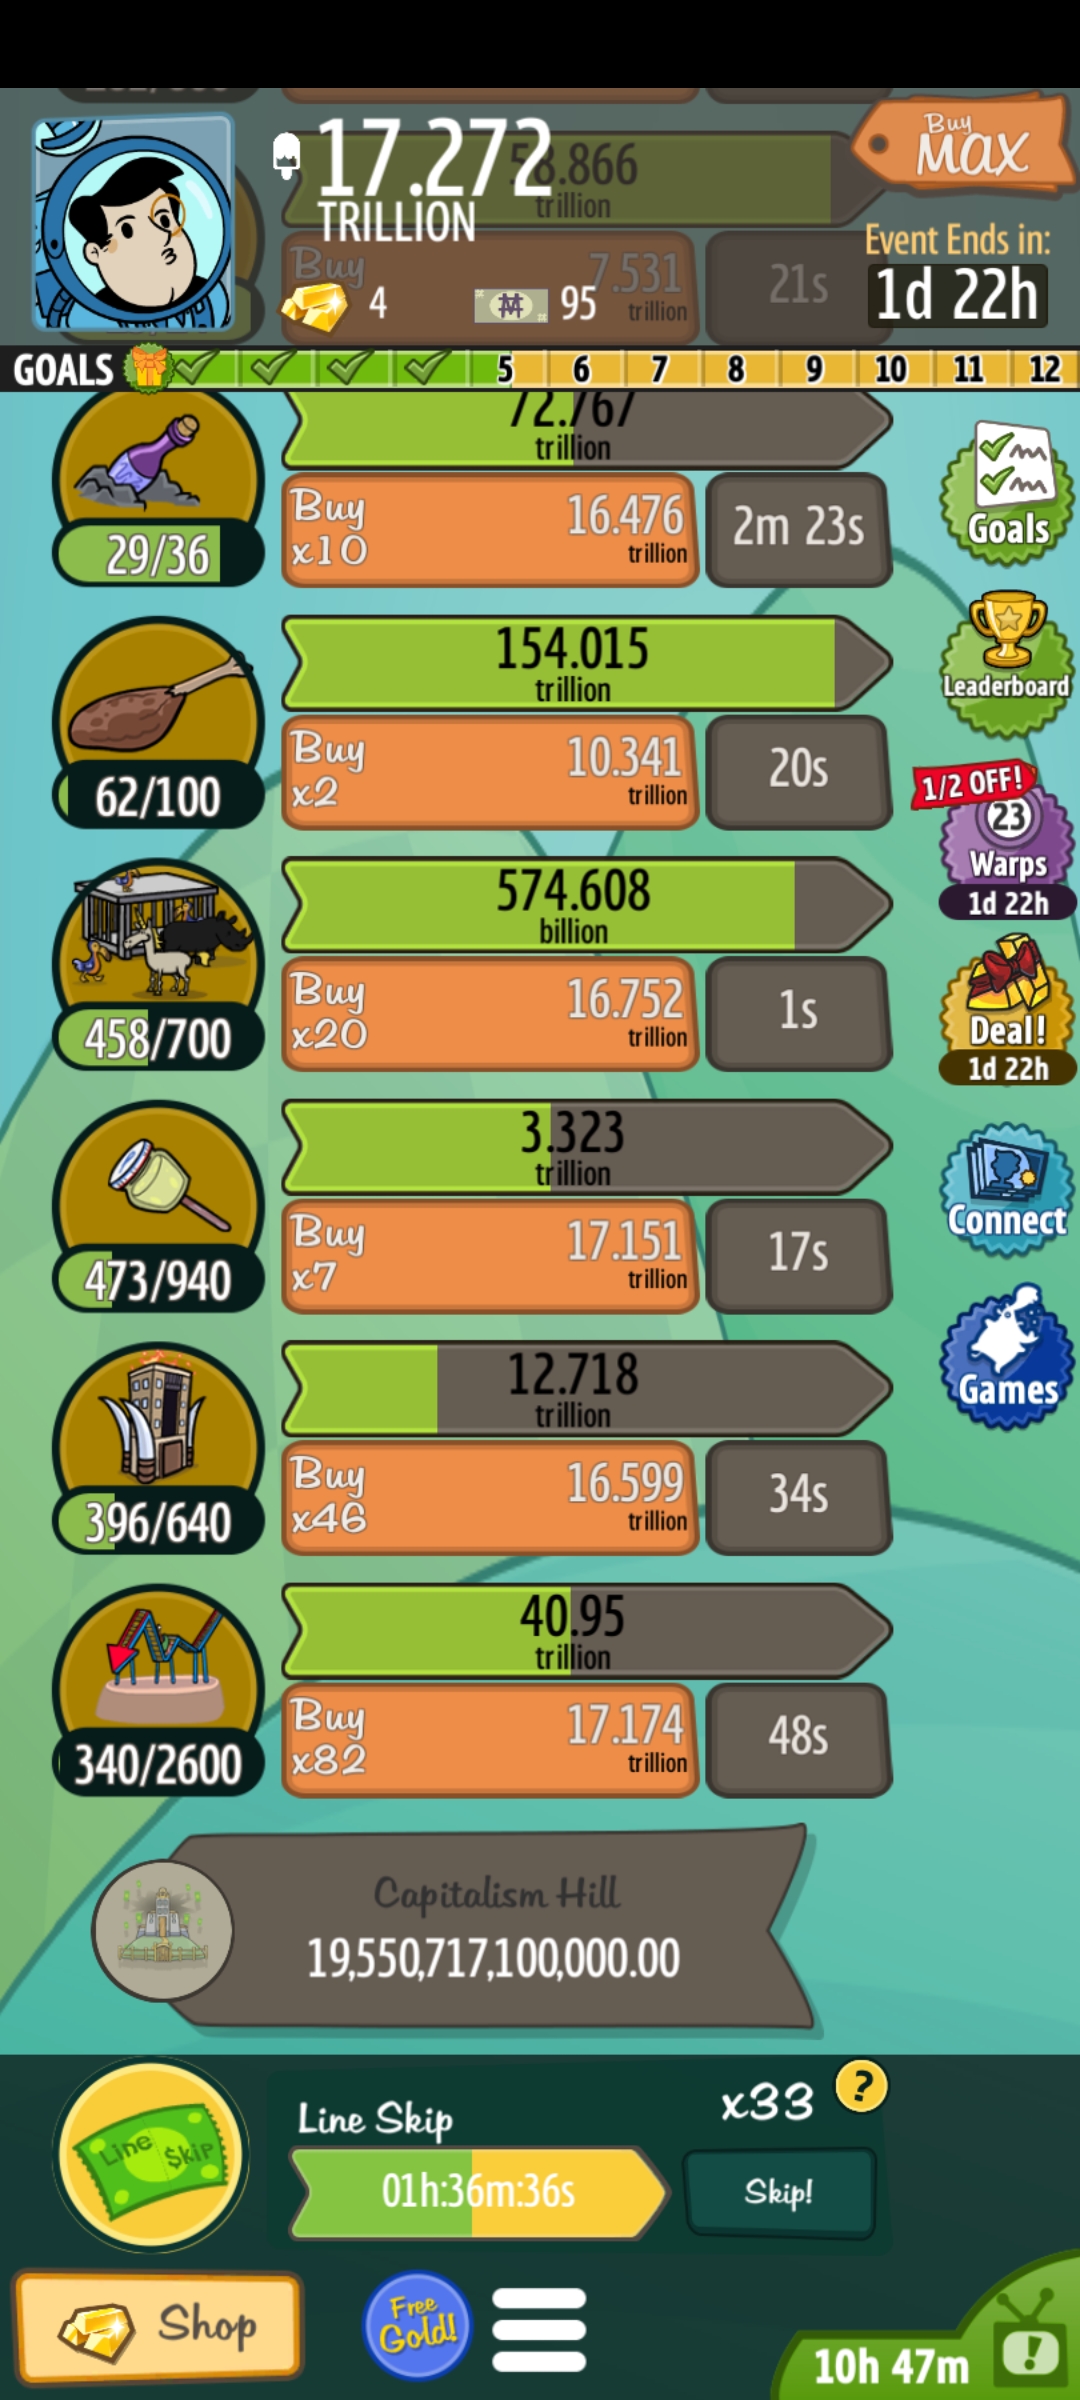 17.272
TRILLION
Buy
MAX
58.866
trillion
Event Ends in:
1d 22h
Buy
7.531
trillion
21s
4
95
GOALS
5 6 7 8 9 10 11 12
72.767
trillion
Buy
x10
16.476
trillion
2m 23s
29/36
Goals
154.015
trillion
Buy
x2
10.341
trillion
20s
62/100
Leaderboard
1/2 OFF!
23
Warps
1d 22h
574.608
billion
Buy
x20
16.752
trillion
1s
458/700
Deal!
1d 22h
3.323
trillion
Buy
x7
17.151
trillion
17s
473/940
Connect
12.718
trillion
Buy
x46
16.599
trillion
34s
396/640
Games
40.95
trillion
Buy
x82
17.174
trillion
48s
340/2600
Capitalism Hill
19,550,717,100,000.00
Line $kip
Line Skip
x33
?
01h:36m:36s
Skip!
Shop
Free
Gold!
10h 47m
!